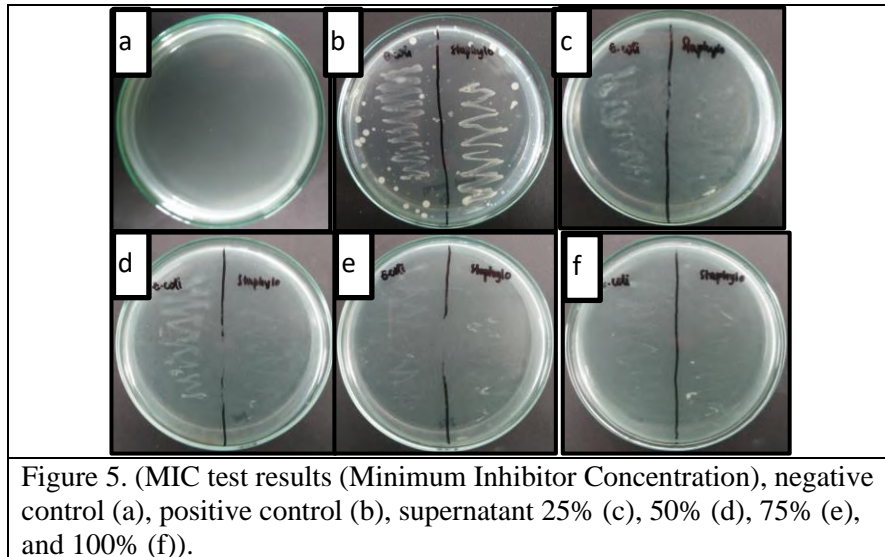 a
b
E.coli
Staphylo
c
E.coli
Staphylo
d
E.coli
Staphylo
e
E.coli
Staphylo
f
E.coli
Staphylo
Figure 5. (MIC test results (Minimum Inhibitor Concentration), negative
control (a), positive control (b), supernatant 25% (c), 50% (d), 75% (e),
and 100% (f)).